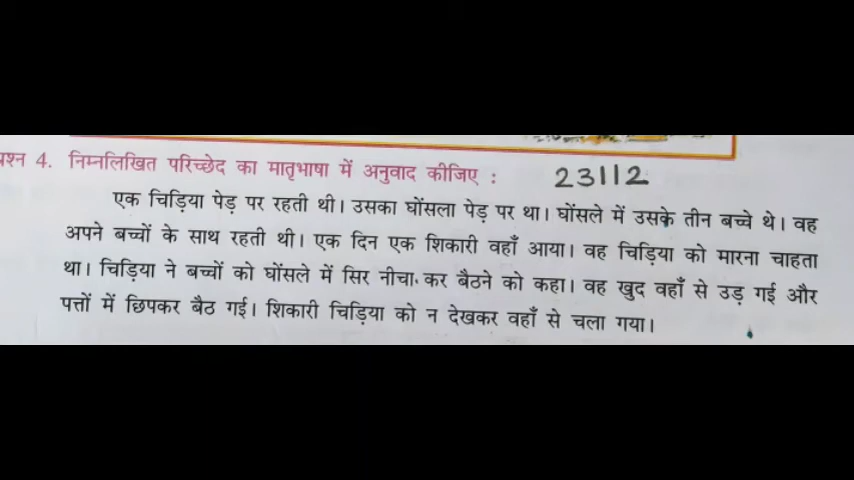 प्रश्न 4. निम्नलिखित परिच्छेद का मातृभाषा में अनुवाद कीजिए : 23112
एक चिड़िया पेड़ पर रहती थी। उसका घोंसला पेड़ पर था। घोंसले में उसके तीन बच्चे थे। वह
अपने बच्चों के साथ रहती थी। एक दिन एक शिकारी वहाँ आया। वह चिड़िया को मारना चाहता
था। चिड़िया ने बच्चों को घोंसले में सिर नीचा कर बैठने को कहा। वह खुद वहाँ से उड़ गई और
पत्तों में छिपकर बैठ गई। शिकारी चिड़िया को न देखकर वहाँ से चला गया।